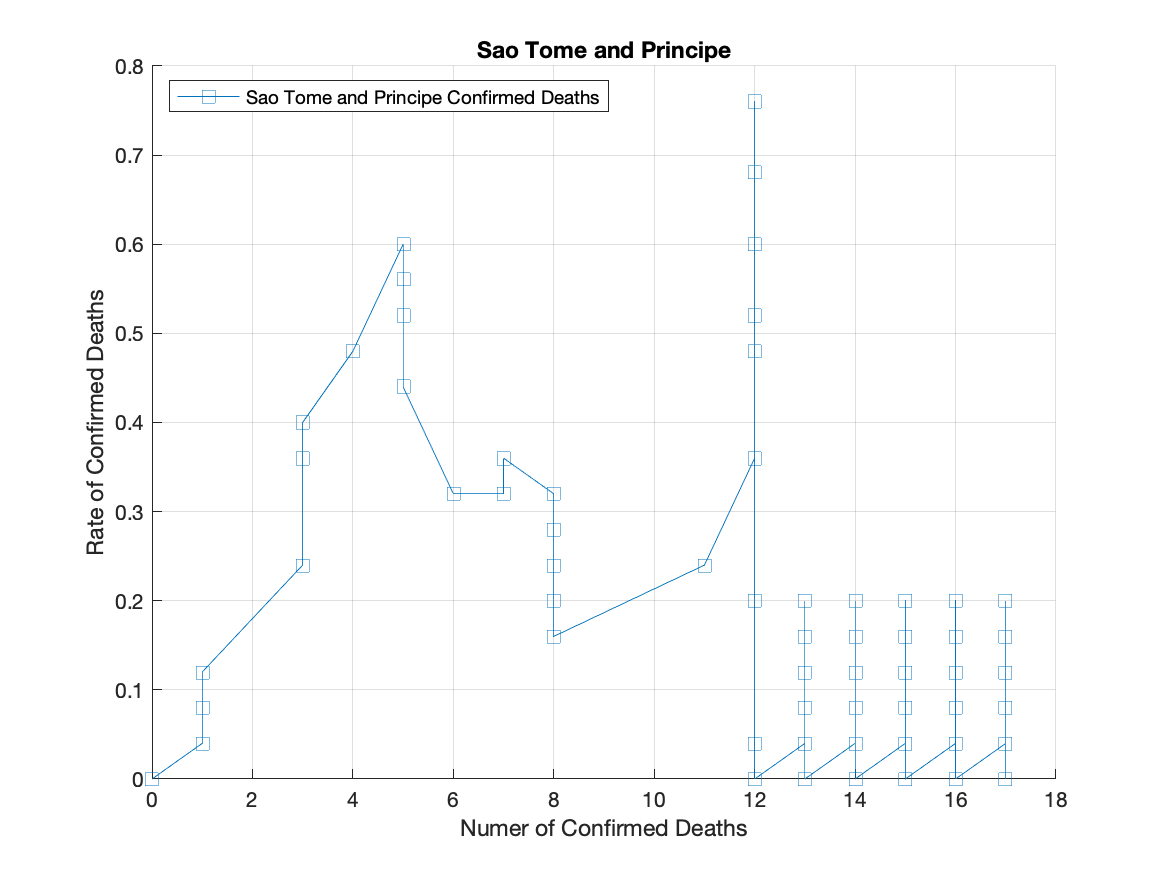 Sao Tome and Principe
Sao Tome and Principe Confirmed Deaths
0.8
0.7
0.6
0.5
0.4
0.3
0.2
0.1
0
Rate of Confirmed Deaths
0 2 4 6 8 10 12 14 16 18
Numer of Confirmed Deaths